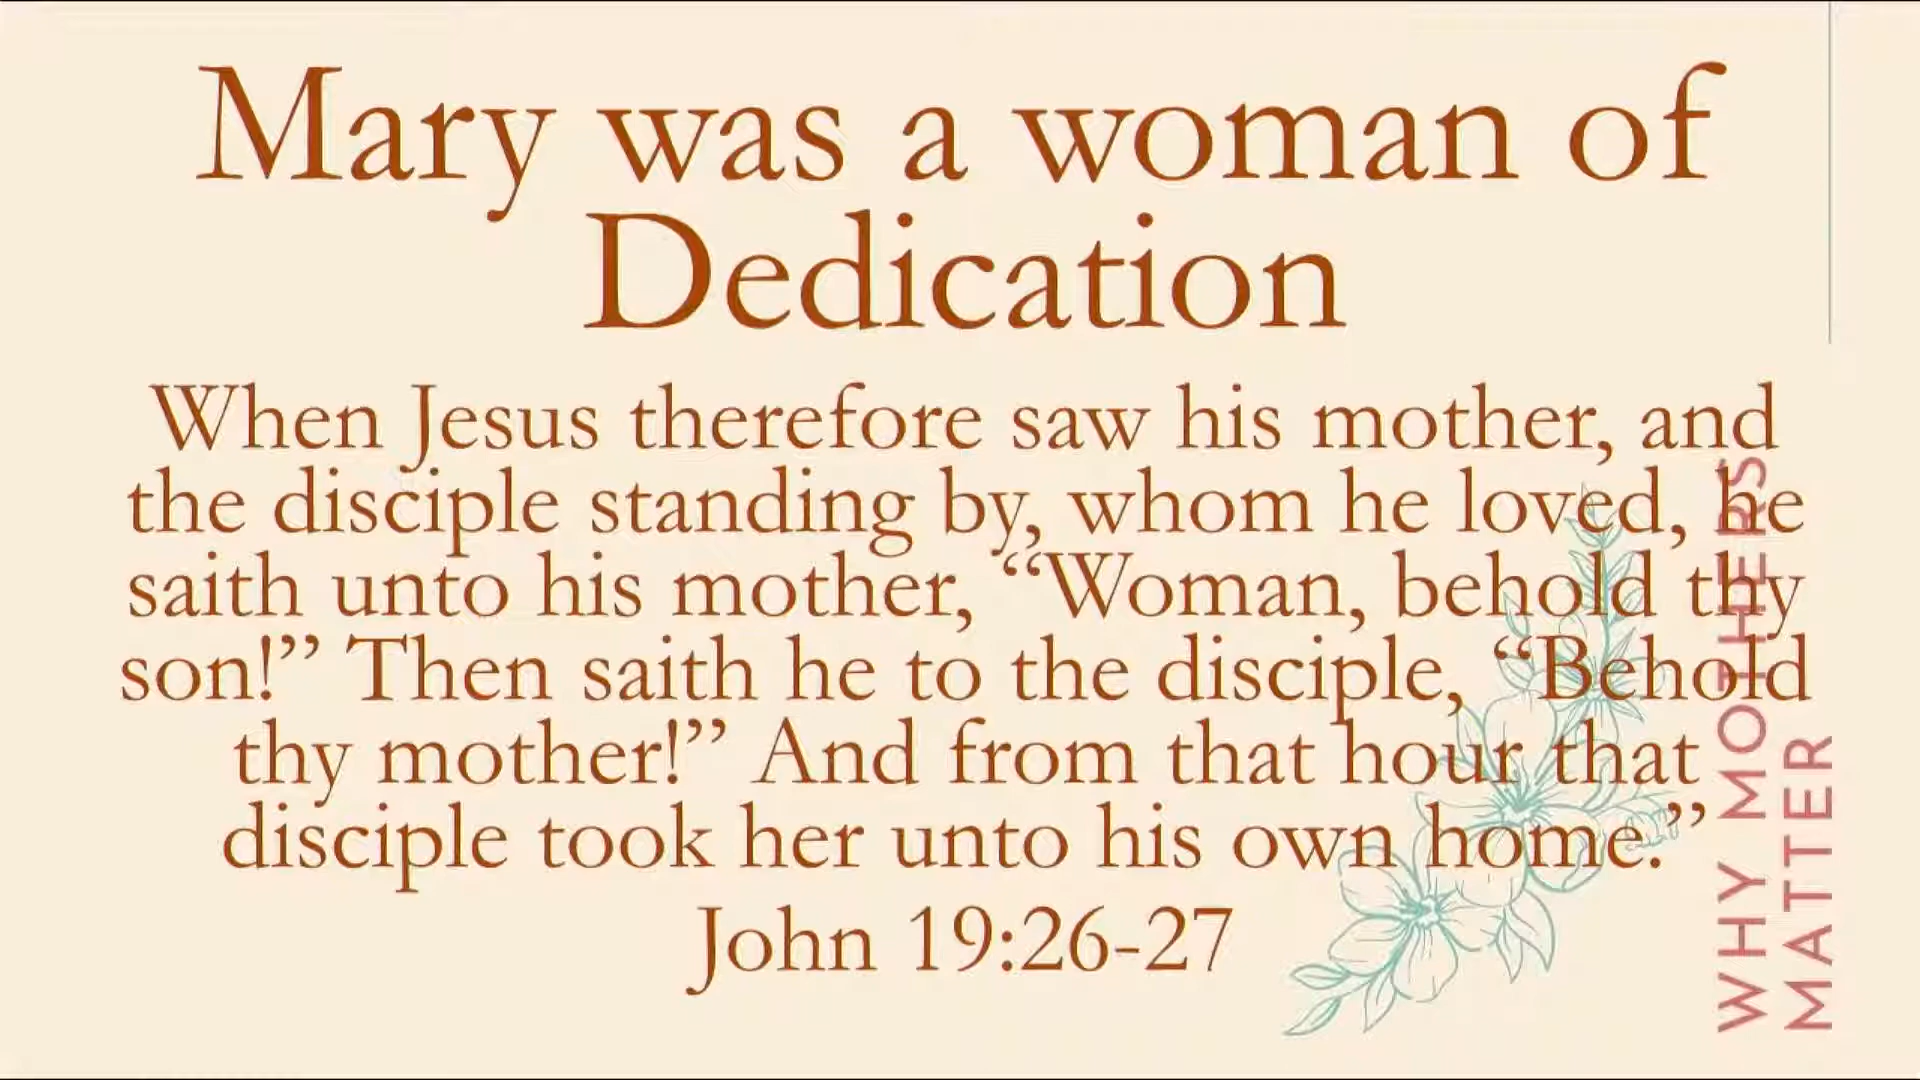 Mary was a woman of
Dedication
When Jesus therefore saw his mother, and
the disciple standing by, whom he loved, he
saith unto his mother, “Woman, behold thy
son!” Then saith he to the disciple, “Behold
thy mother!” And from that hour that
disciple took her unto his own home.”
John 19:26-27
WHY MOTHERS
MATTER